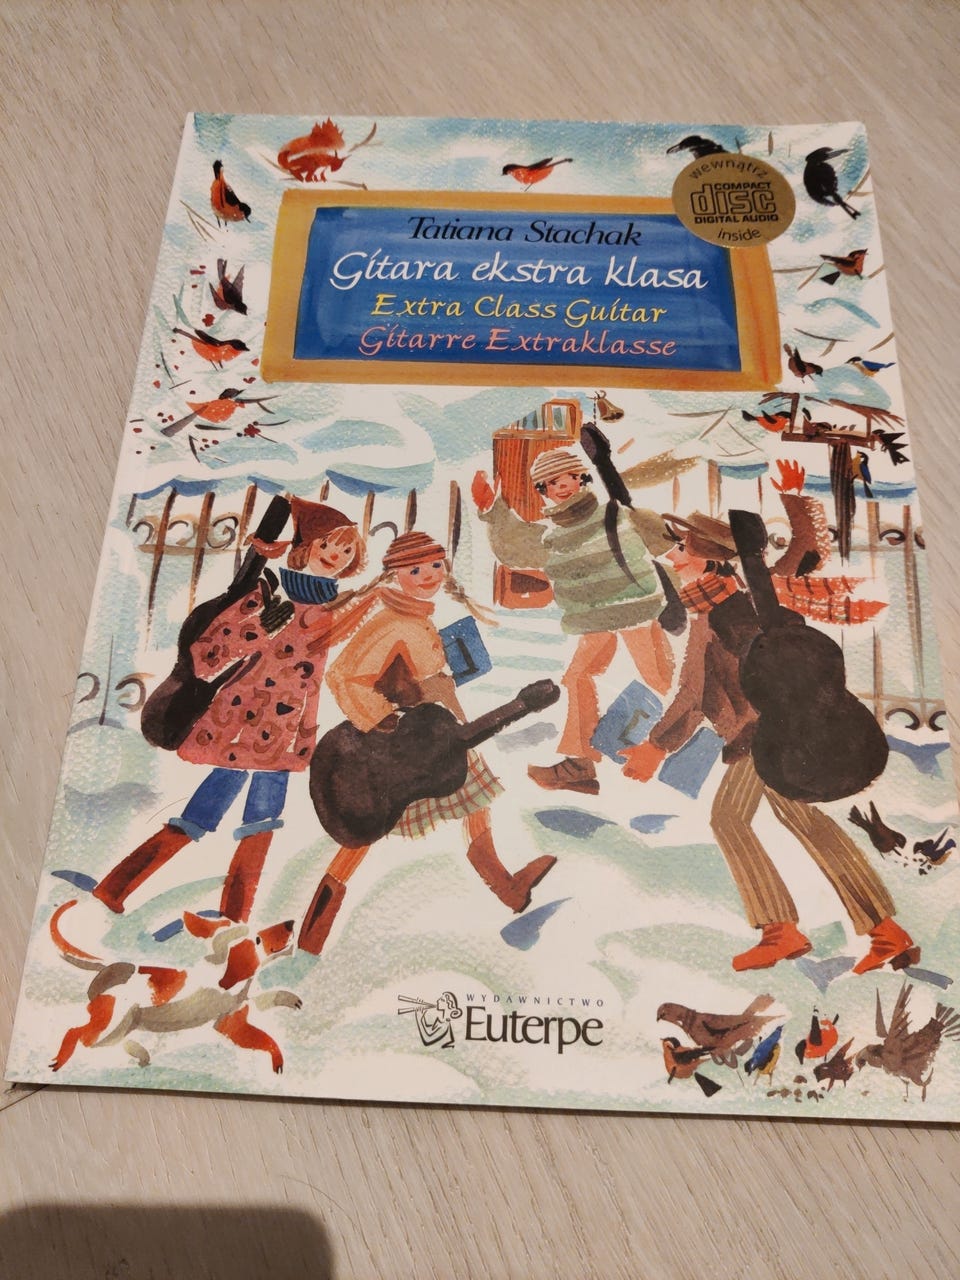 wewnątrz
COMPACT
disc
DIGITAL AUDIO
inside
Tatiana Stachak
Gitara ekstra klasa
Extra Class Guitar
Gitarre Extraklasse
WYDAWNICTWO
Euterpe